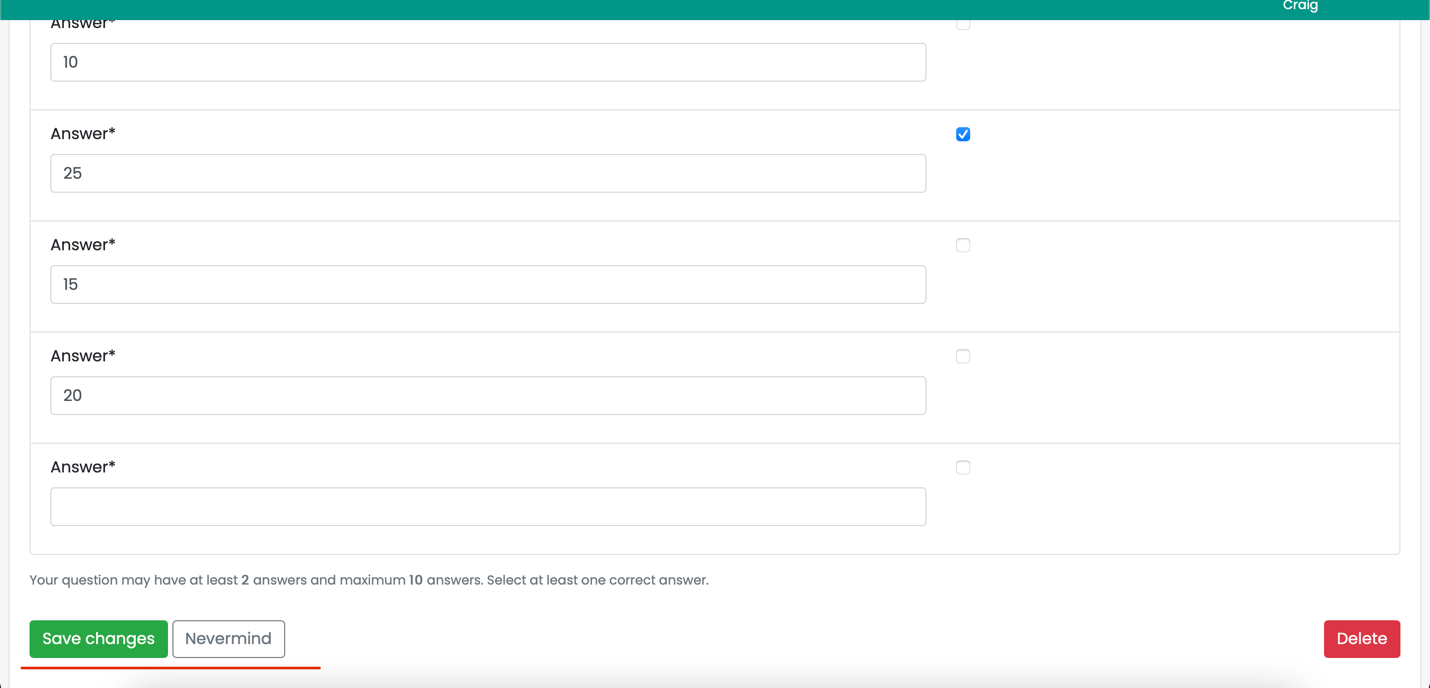 Craig
Answer*
10
Answer*
25
Answer*
15
Answer*
20
Answer*
Your question may have at least 2 answers and maximum 10 answers. Select at least one correct answer.
Save changes Nevermind Delete